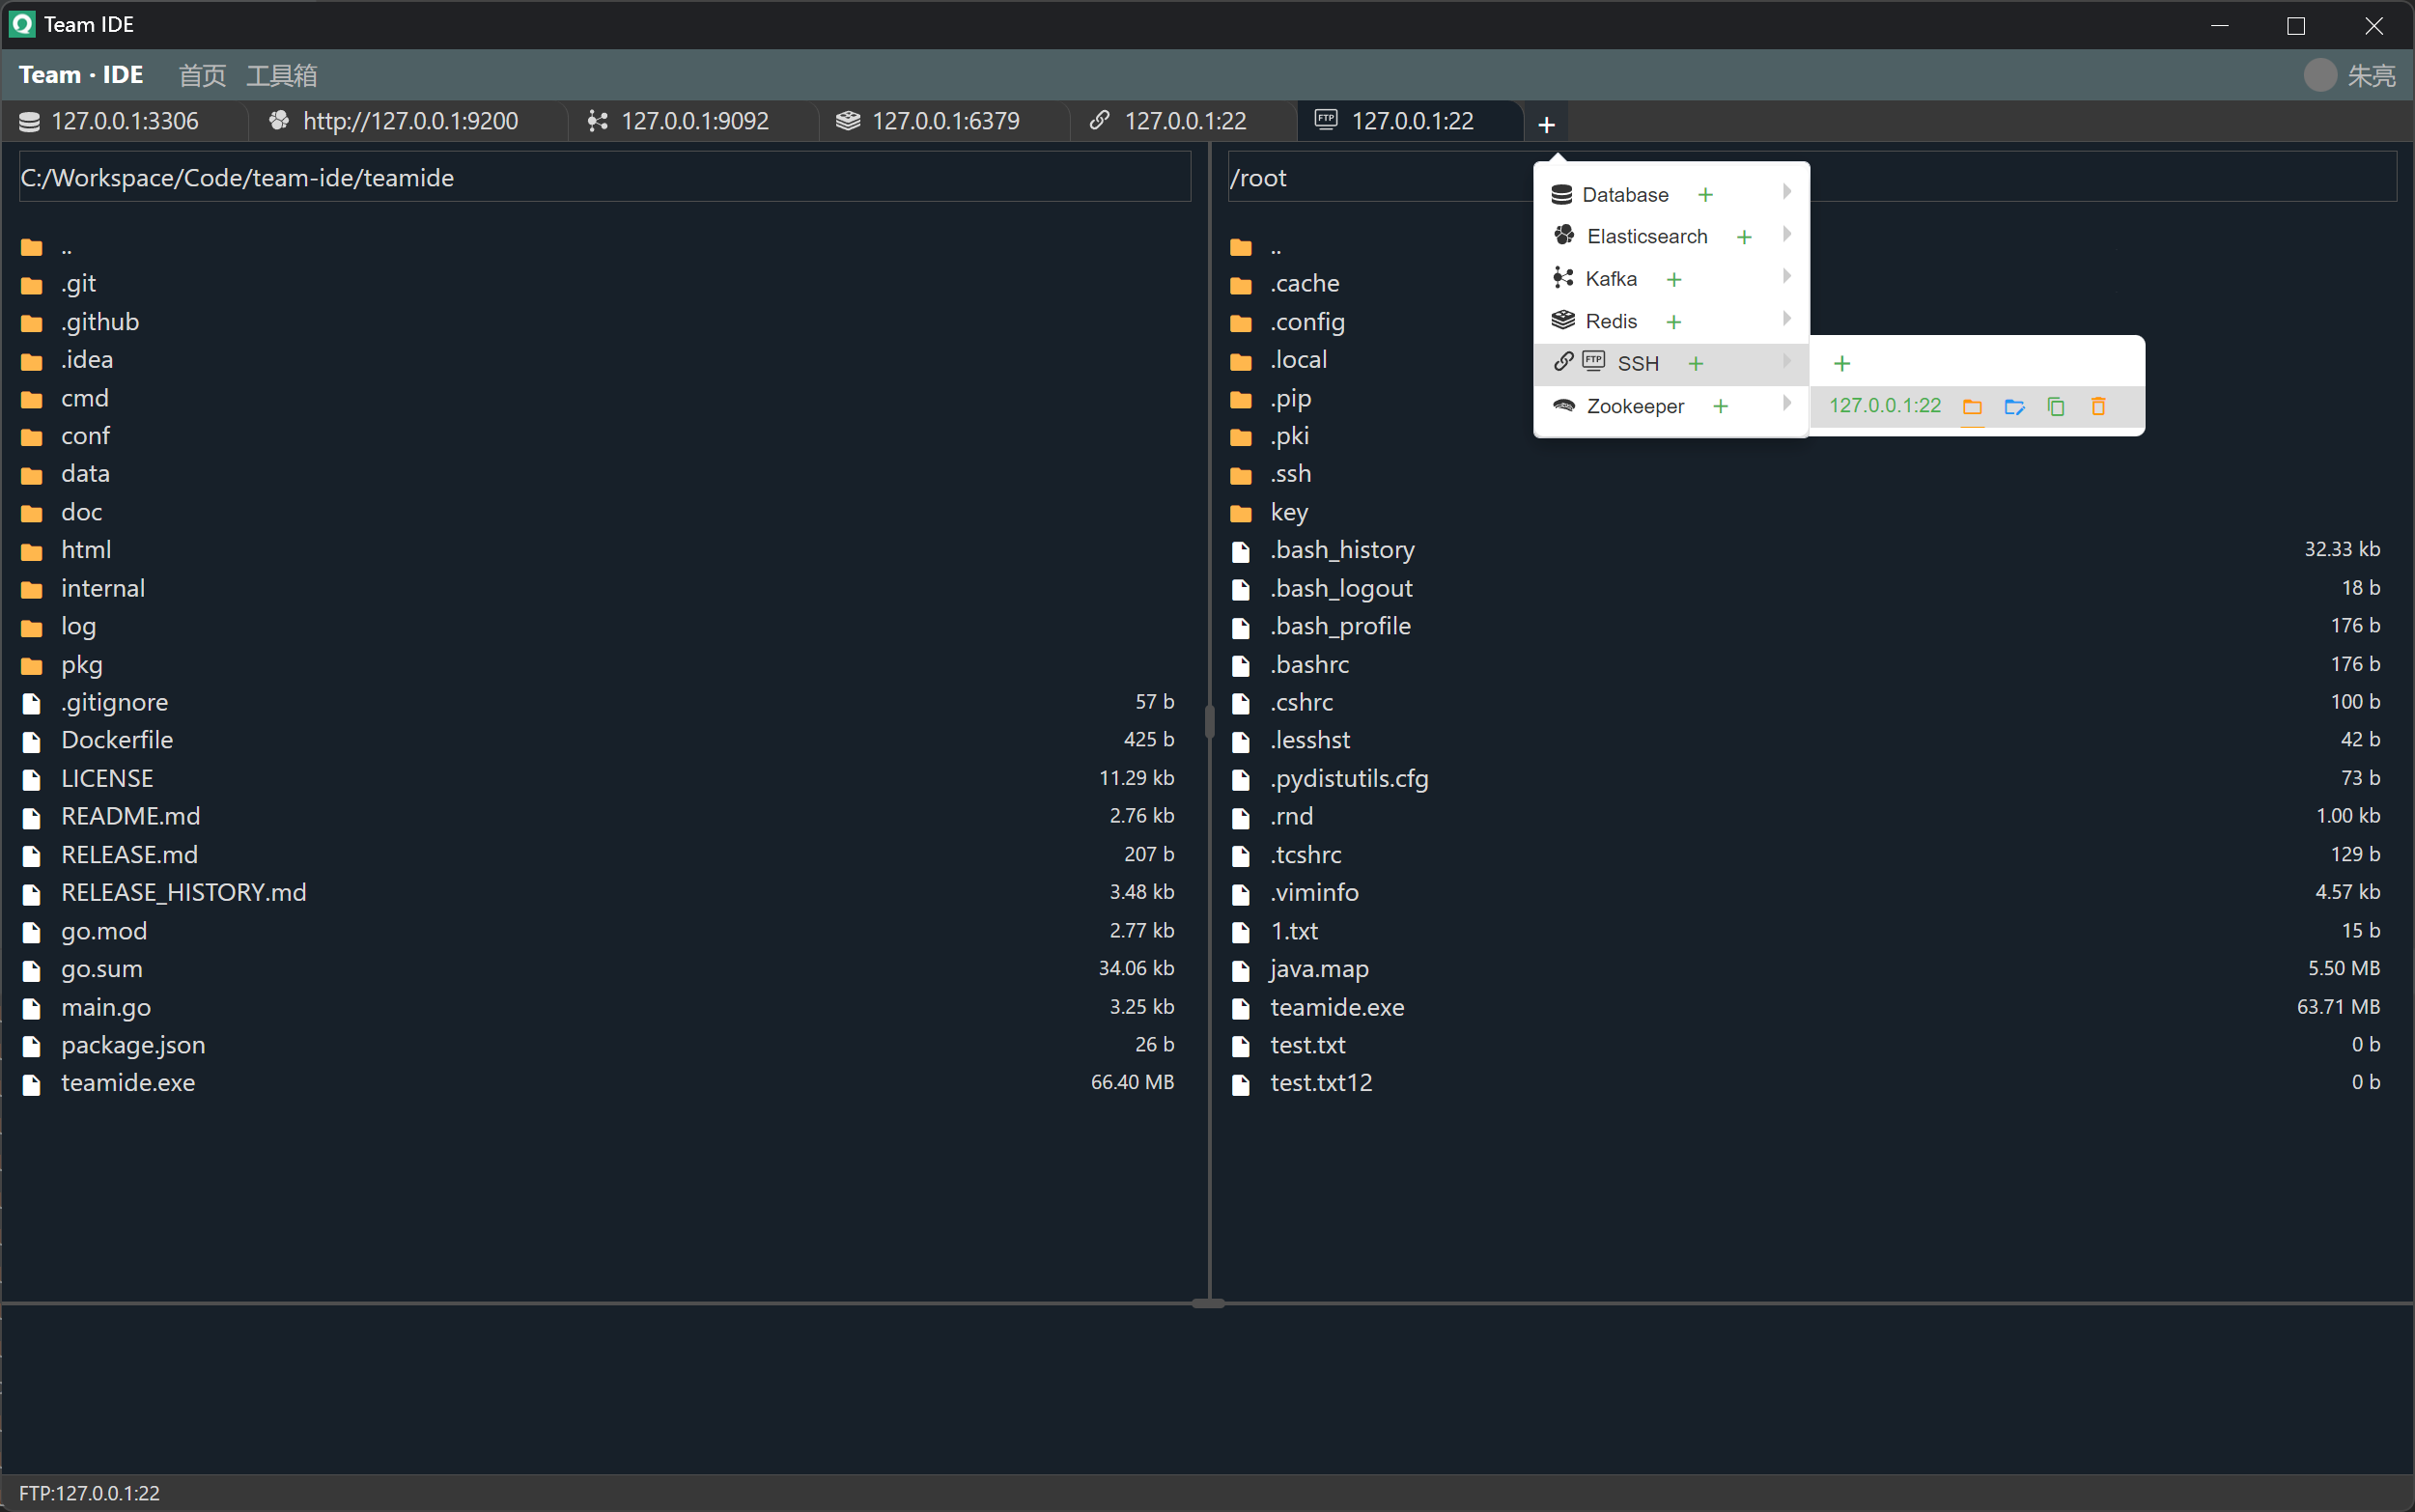 Team IDE
Team · IDE 首页 工具箱 朱亮
127.0.0.1:3306 http://127.0.0.1:9200 127.0.0.1:9092 127.0.0.1:6379 127.0.0.1:22 FTP 127.0.0.1:22 +
C:/Workspace/Code/team-ide/teamide
..
.git
.github
.idea
cmd
conf
data
doc
html
internal
log
pkg
.gitignore 57 b
Dockerfile 425 b
LICENSE 11.29 kb
README.md 2.76 kb
RELEASE.md 207 b
RELEASE_HISTORY.md 3.48 kb
go.mod 2.77 kb
go.sum 34.06 kb
main.go 3.25 kb
package.json 26 b
teamide.exe 66.40 MB
/root
..
.cache
.config
.local
.pip
.pki
.ssh
key
.bash_history 32.33 kb
.bash_logout 18 b
.bash_profile 176 b
.bashrc 176 b
.cshrc 100 b
.lesshst 42 b
.pydistutils.cfg 73 b
.rnd 1.00 kb
.tcshrc 129 b
.viminfo 4.57 kb
1.txt 15 b
java.map 5.50 MB
teamide.exe 63.71 MB
test.txt 0 b
test.txt12 0 b
Database +
Elasticsearch +
Kafka +
Redis +
FTP SSH +
Zookeeper +
+
127.0.0.1:22
FTP:127.0.0.1:22